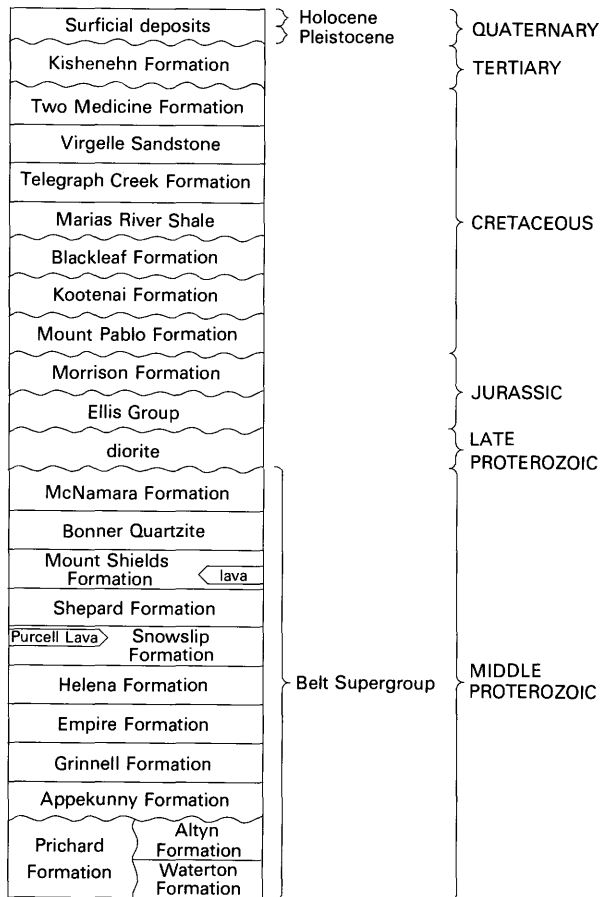 Surficial deposits
Holocene
Pleistocene
QUATERNARY
Kishenehn Formation
TERTIARY
Two Medicine Formation
Virgelle Sandstone
Telegraph Creek Formation
Marias River Shale
CRETACEOUS
Blackleaf Formation
Kootenai Formation
Mount Pablo Formation
Morrison Formation
JURASSIC
Ellis Group
diorite
LATE
PROTEROZOIC
McNamara Formation
Bonner Quartzite
Mount Shields
Formation
lava
Shepard Formation
Purcell Lava
Snowslip
Formation
Helena Formation
Belt Supergroup
MIDDLE
PROTEROZOIC
Empire Formation
Grinnell Formation
Appekunny Formation
Prichard
Formation
Altyn
Formation
Waterton
Formation